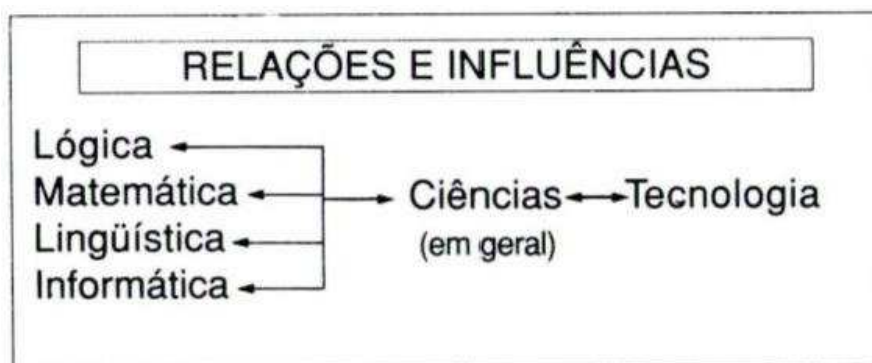 RELAÇÕES E INFLUÊNCIAS
Lógica
Matemática Ciências Tecnologia
Lingüística (em geral)
Informática